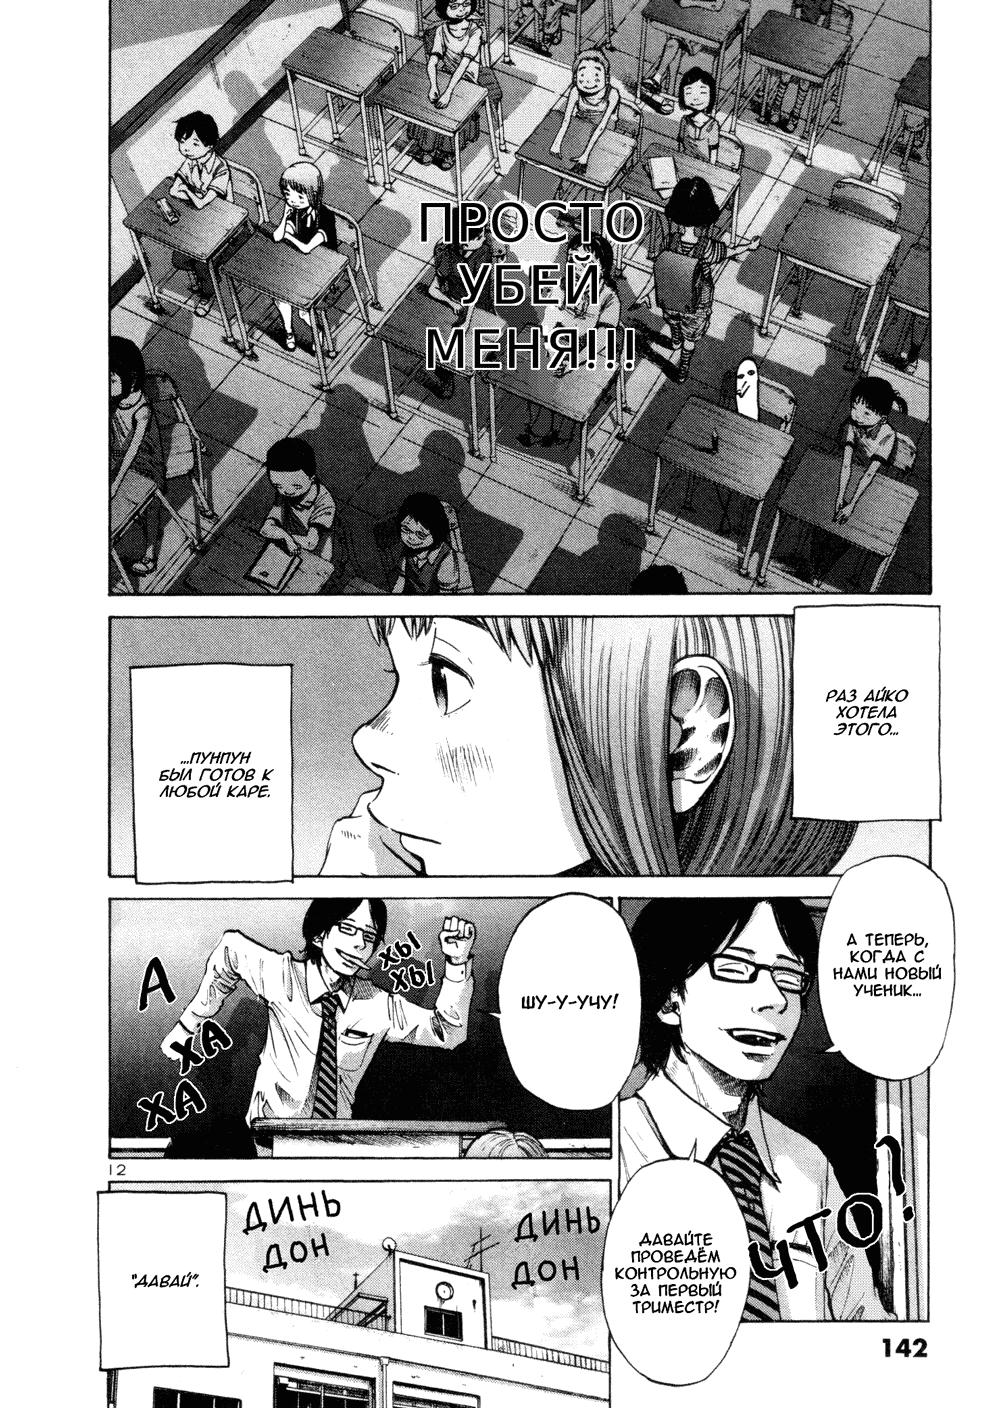 ПРОСТО
УБЕЙ
МЕНЯ!!!
РАЗ АЙКО
ХОТЕЛА
ЭТОГО...
...ПУНПУН
БЫЛ ГОТОВ К
ЛЮБОЙ КАРЕ.
А ТЕПЕРЬ,
КОГДА С
НАМИ НОВЫЙ
УЧЕНИК...
ДАВАЙТЕ
ПРОВЕДЁМ
КОНТРОЛЬНУЮ
ЗА ПЕРВЫЙ
ТРИМЕСТР!
ЧТО?
ШУ-У-УЧУ!
ХЫ
ХЫ
А
ХА
ХА
12
"ДАВАЙ".
ДИНЬ
ДОН
ДИНЬ
ДОН
142